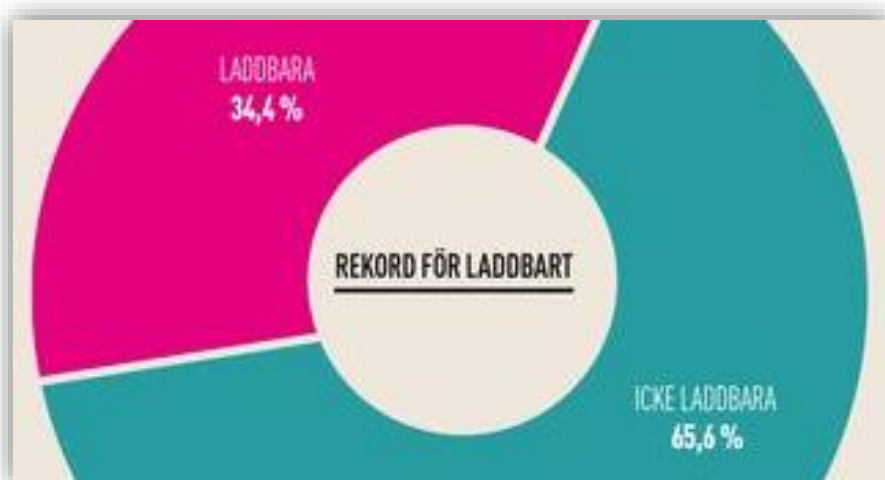 LADDBARA
34,4 %
REKORD FÖR LADDBART
ICKE LADDBARA
65,6 %